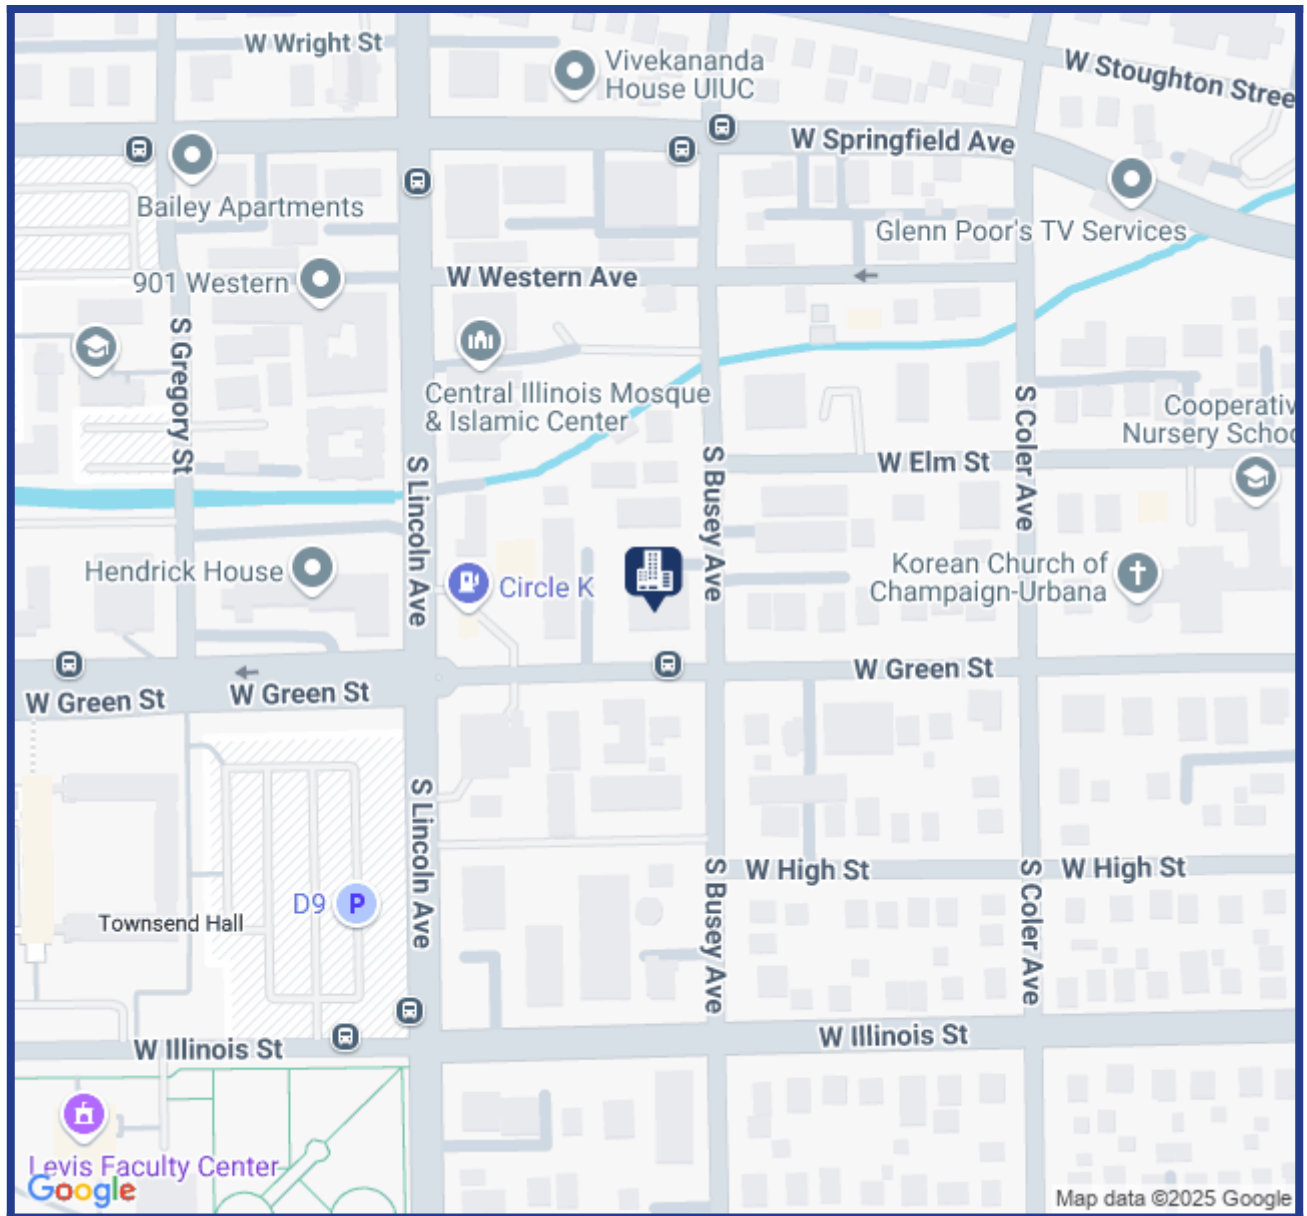 W Wright St
Vivekananda
House UIUC
W Stoughton Stree
W Springfield Ave
Bailey Apartments
Glenn Poor's TV Services
901 Western
W Western Ave
S Gregory St
Central Illinois Mosque
& Islamic Center
S Coler Ave
Cooperativ
Nursery Schoo
S Lincoln Ave
S Busey Ave
W Elm St
Hendrick House
Circle K
Korean Church of
Champaign-Urbana
W Green St
W Green St
W Green St
S Lincoln Ave
S Busey Ave
W High St
S Coler Ave
W High St
D9
P
Townsend Hall
W Illinois St
W Illinois St
Levis Faculty Center
Google
Map data ©2025 Google